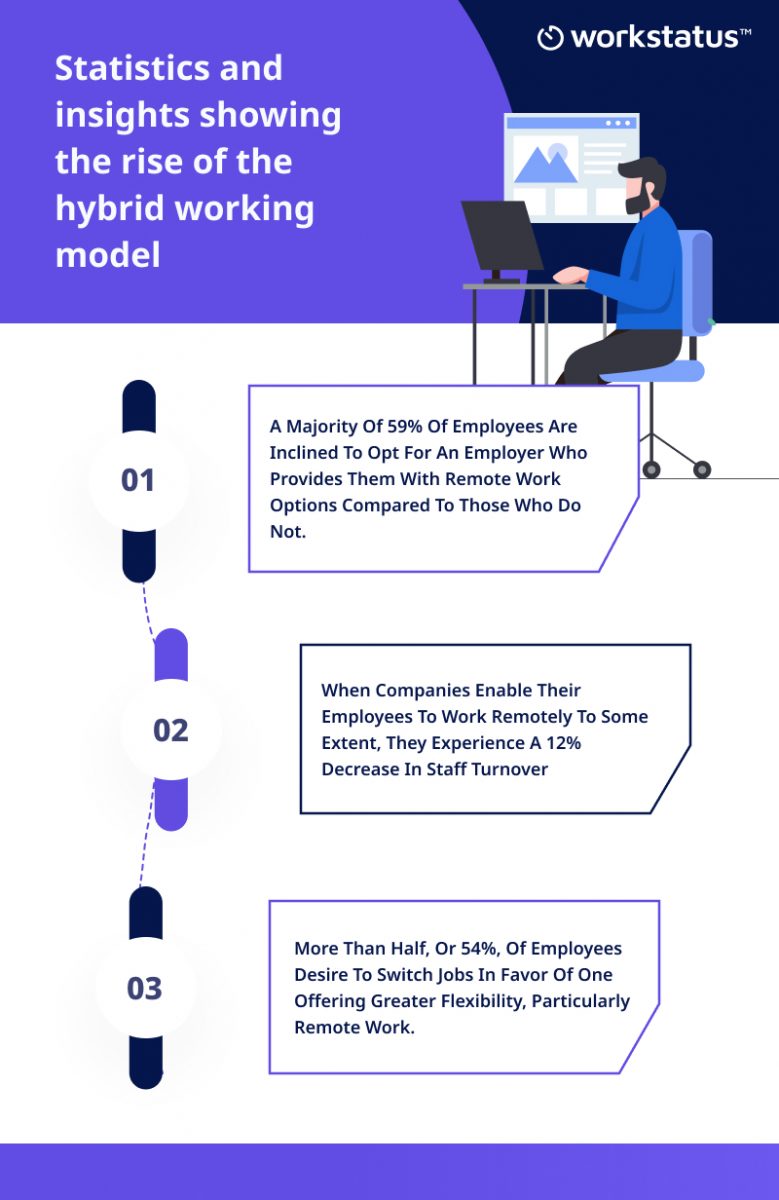 workstatus™
Statistics and
insights showing
the rise of the
hybrid working
model
01
A Majority Of 59% Of Employees Are
Inclined To Opt For An Employer Who
Provides Them With Remote Work
Options Compared To Those Who Do
Not.
02
When Companies Enable Their
Employees To Work Remotely To Some
Extent, They Experience A 12%
Decrease In Staff Turnover
03
More Than Half, Or 54%, Of Employees
Desire To Switch Jobs In Favor Of One
Offering Greater Flexibility, Particularly
Remote Work.